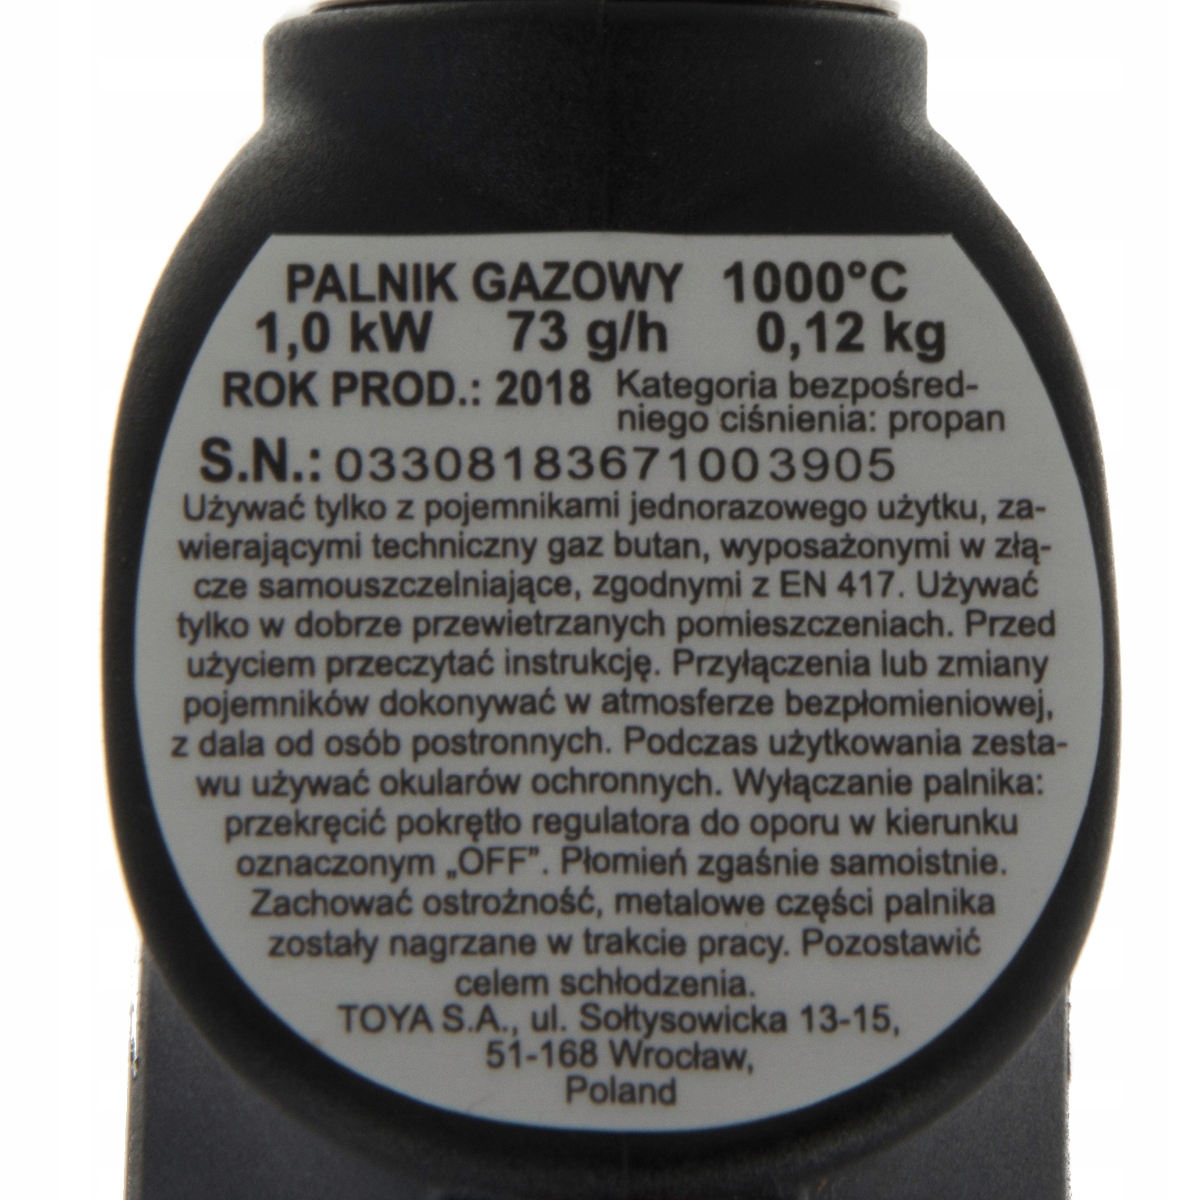 PALNIK GAZOWY 1000°C
1,0 kW 73 g/h 0,12 kg
ROK PROD.: 2018 Kategoria bezpośred-
niego ciśnienia: propan
S.N.: 03308183671003905
Używać tylko z pojemnikami jednorazowego użytku, za-
wierającymi techniczny gaz butan, wyposażonymi w złą-
cze samouszczelniające, zgodnymi z EN 417. Używać
tylko w dobrze przewietrzanych pomieszczeniach. Przed
użyciem przeczytać instrukcję. Przyłączenia lub zmiany
pojemników dokonywać w atmosferze bezpłomieniowej,
z dala od osób postronnych. Podczas użytkowania zesta-
wu używać okularów ochronnych. Wyłączanie palnika:
przekręcić pokrętło regulatora do oporu w kierunku
oznaczonym „OFF”. Płomień zgaśnie samoistnie.
Zachować ostrożność, metalowe części palnika
zostały nagrzane w trakcie pracy. Pozostawić
celem schłodzenia.
TOYA S.A., ul. Sołtysowicka 13-15,
51-168 Wrocław,
Poland